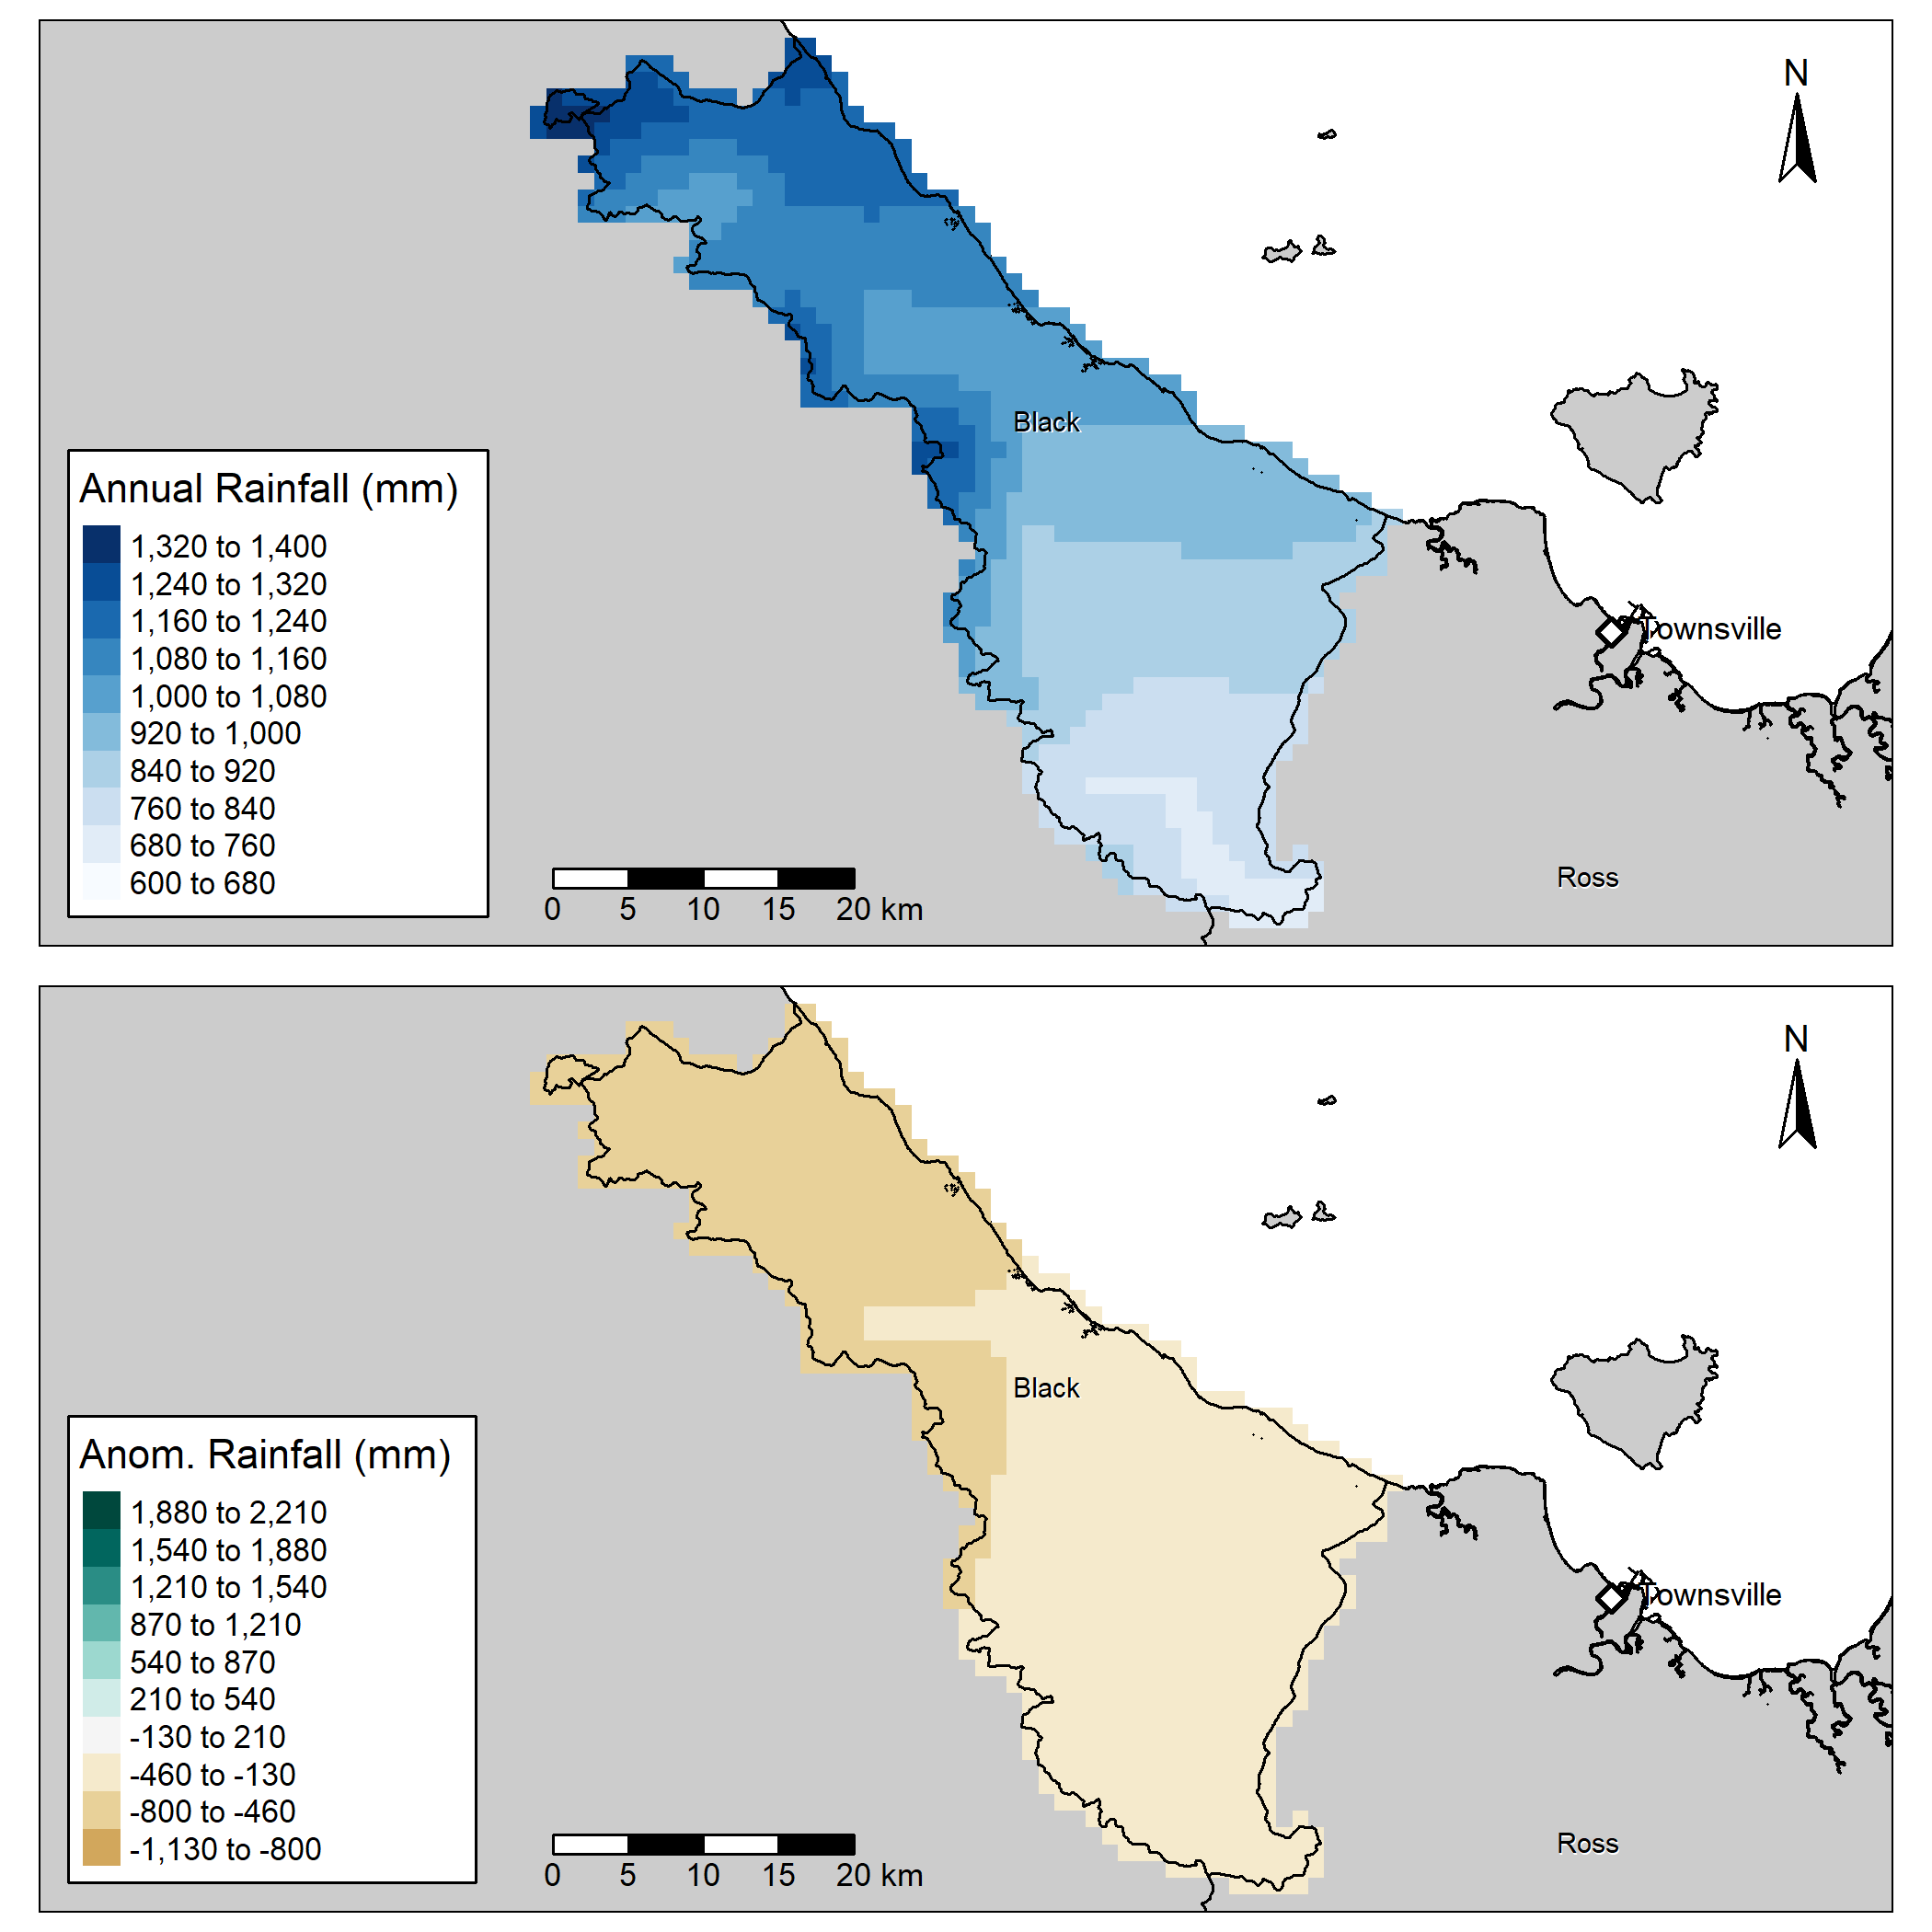 N
Black
Annual Rainfall (mm)
1,320 to 1,400
1,240 to 1,320
1,160 to 1,240
1,080 to 1,160
1,000 to 1,080
920 to 1,000
840 to 920
760 to 840
680 to 760
600 to 680
Townsville
Ross
0 5 10 15 20 km
N
Black
Anom. Rainfall (mm)
1,880 to 2,210
1,540 to 1,880
1,210 to 1,540
870 to 1,210
540 to 870
210 to 540
-130 to 210
-460 to -130
-800 to -460
-1,130 to -800
Townsville
Ross
0 5 10 15 20 km